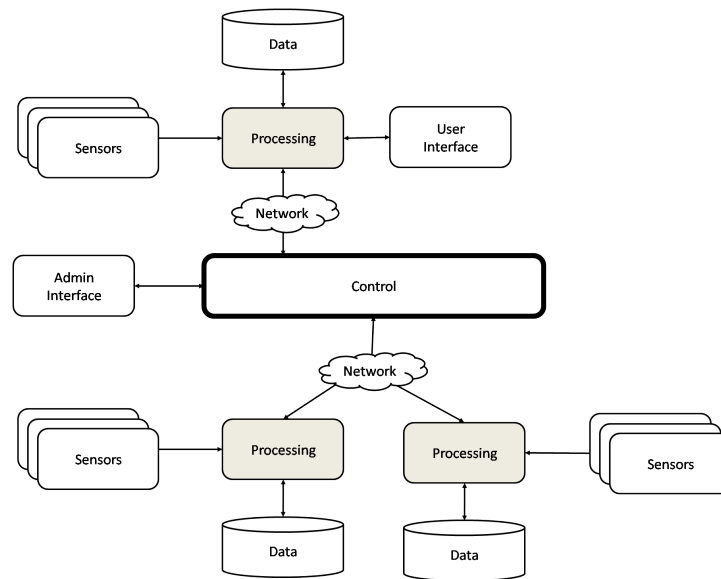 Data
Sensors
Processing
User
Interface
Network
Admin
Interface
Control
Network
Sensors
Processing
Processing
Sensors
Data
Data